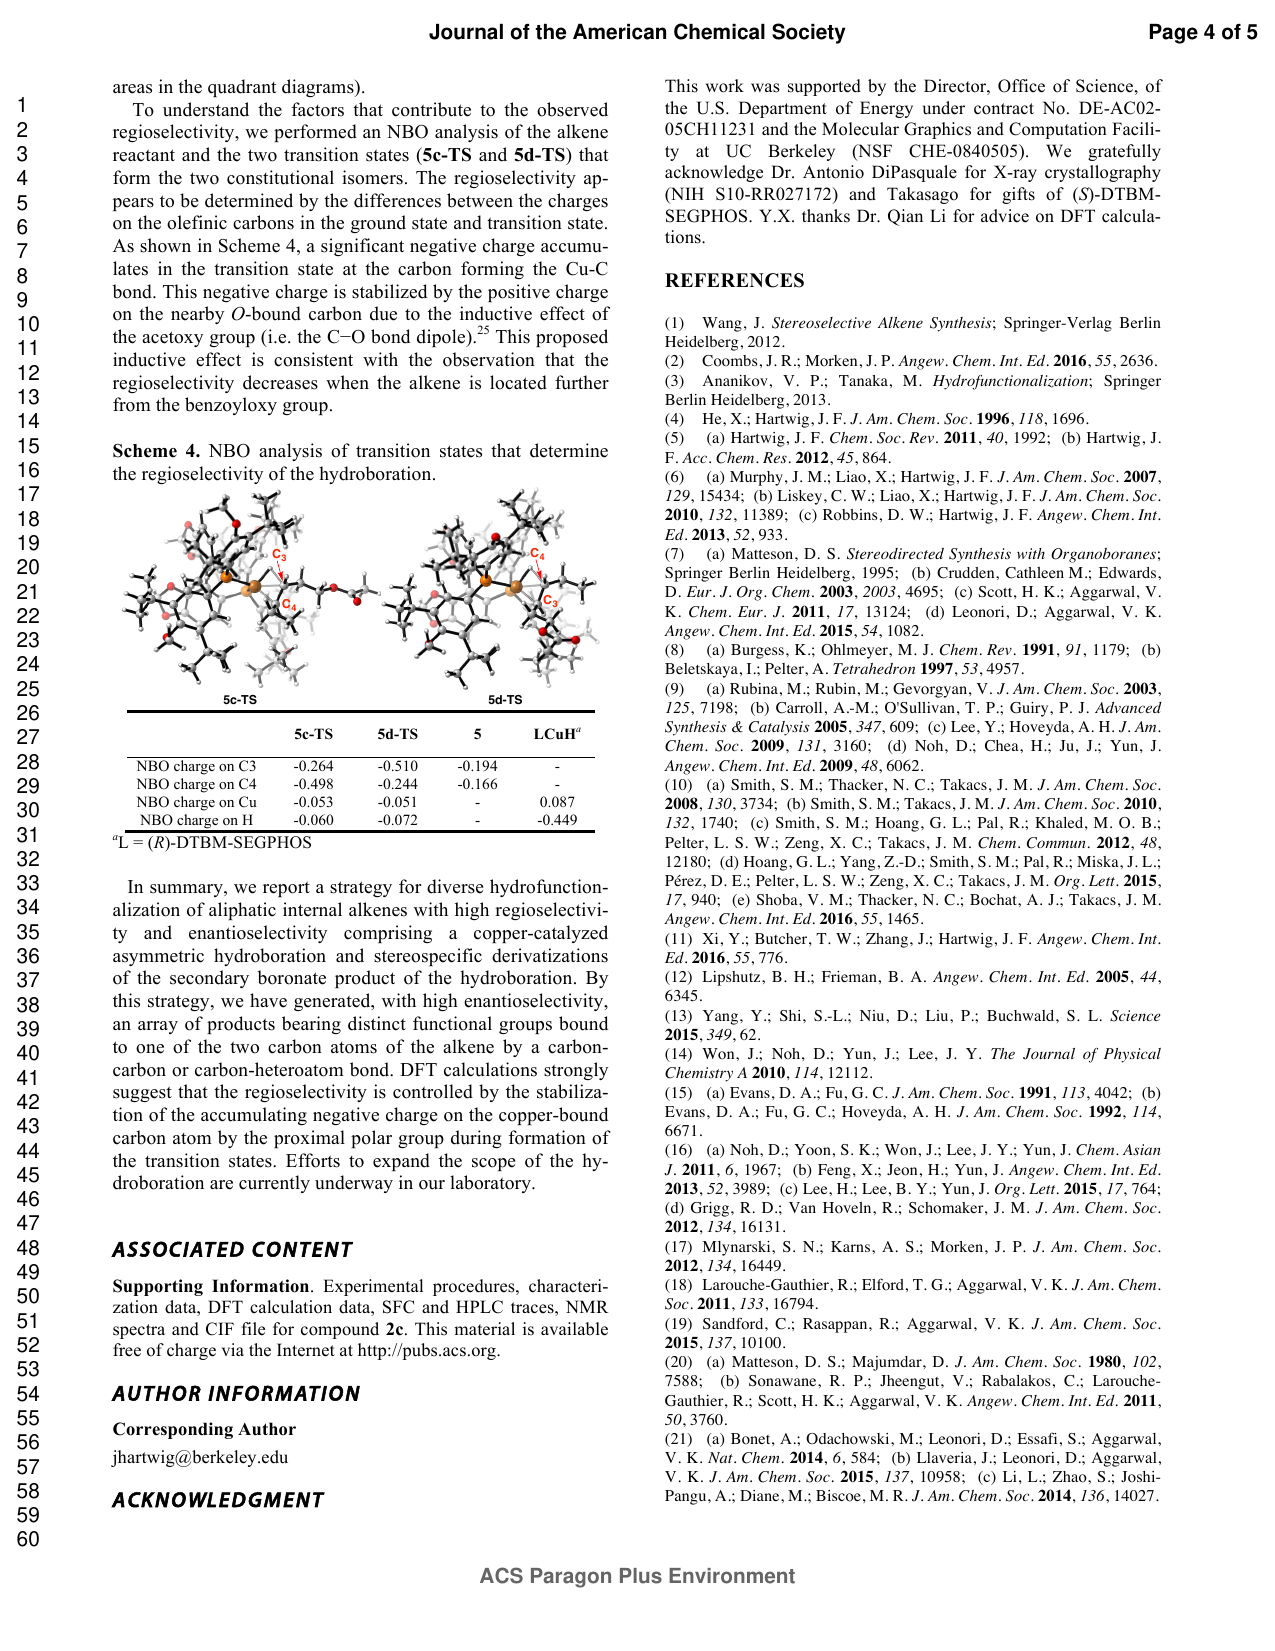 Journal of the American Chemical Society
Page 4 of 5
1
2
3
4
5
6
7
8
9
10
11
12
13
14
15
16
17
18
19
20
21
22
23
24
25
26
27
28
29
30
31
32
33
34
35
36
37
38
39
40
41
42
43
44
45
46
47
48
49
50
51
52
53
54
55
56
57
58
59
60
areas in the quadrant diagrams).
To understand the factors that contribute to the observed
regioselectivity, we performed an NBO analysis of the alkene
reactant and the two transition states (5c-TS and 5d-TS) that
form the two constitutional isomers. The regioselectivity ap-
pears to be determined by the differences between the charges
on the olefinic carbons in the ground state and transition state.
As shown in Scheme 4, a significant negative charge accumu-
lates in the transition state at the carbon forming the Cu-C
bond. This negative charge is stabilized by the positive charge
on the nearby O-bound carbon due to the inductive effect of
the acetoxy group (i.e. the C−O bond dipole).25 This proposed
inductive effect is consistent with the observation that the
regioselectivity decreases when the alkene is located further
from the benzoyloxy group.
Scheme 4. NBO analysis of transition states that determine
the regioselectivity of the hydroboration.
C3
C4
C4
C3
5c-TS 5d-TS
5c-TS 5d-TS 5 LCuHa
NBO charge on C3 -0.264 -0.510 -0.194 -
NBO charge on C4 -0.498 -0.244 -0.166 -
NBO charge on Cu -0.053 -0.051 - 0.087
NBO charge on H -0.060 -0.072 - -0.449
aL = (R)-DTBM-SEGPHOS
In summary, we report a strategy for diverse hydrofunction-
alization of aliphatic internal alkenes with high regioselectivi-
ty and enantioselectivity comprising a copper-catalyzed
asymmetric hydroboration and stereospecific derivatizations
of the secondary boronate product of the hydroboration. By
this strategy, we have generated, with high enantioselectivity,
an array of products bearing distinct functional groups bound
to one of the two carbon atoms of the alkene by a carbon-
carbon or carbon-heteroatom bond. DFT calculations strongly
suggest that the regioselectivity is controlled by the stabiliza-
tion of the accumulating negative charge on the copper-bound
carbon atom by the proximal polar group during formation of
the transition states. Efforts to expand the scope of the hy-
droboration are currently underway in our laboratory.
ASSOCIATED CONTENT
Supporting Information. Experimental procedures, characteri-
zation data, DFT calculation data, SFC and HPLC traces, NMR
spectra and CIF file for compound 2c. This material is available
free of charge via the Internet at http://pubs.acs.org.
AUTHOR INFORMATION
Corresponding Author
jhartwig@berkeley.edu
ACKNOWLEDGMENT
This work was supported by the Director, Office of Science, of
the U.S. Department of Energy under contract No. DE-AC02-
05CH11231 and the Molecular Graphics and Computation Facili-
ty at UC Berkeley (NSF CHE-0840505). We gratefully
acknowledge Dr. Antonio DiPasquale for X-ray crystallography
(NIH S10-RR027172) and Takasago for gifts of (S)-DTBM-
SEGPHOS. Y.X. thanks Dr. Qian Li for advice on DFT calcula-
tions.
REFERENCES
(1) Wang, J. Stereoselective Alkene Synthesis; Springer-Verlag Berlin
Heidelberg, 2012.
(2) Coombs, J. R.; Morken, J. P. Angew. Chem. Int. Ed. 2016, 55, 2636.
(3) Ananikov, V. P.; Tanaka, M. Hydrofunctionalization; Springer
Berlin Heidelberg, 2013.
(4) He, X.; Hartwig, J. F. J. Am. Chem. Soc. 1996, 118, 1696.
(5) (a) Hartwig, J. F. Chem. Soc. Rev. 2011, 40, 1992; (b) Hartwig, J.
F. Acc. Chem. Res. 2012, 45, 864.
(6) (a) Murphy, J. M.; Liao, X.; Hartwig, J. F. J. Am. Chem. Soc. 2007,
129, 15434; (b) Liskey, C. W.; Liao, X.; Hartwig, J. F. J. Am. Chem. Soc.
2010, 132, 11389; (c) Robbins, D. W.; Hartwig, J. F. Angew. Chem. Int.
Ed. 2013, 52, 933.
(7) (a) Matteson, D. S. Stereodirected Synthesis with Organoboranes;
Springer Berlin Heidelberg, 1995; (b) Crudden, Cathleen M.; Edwards,
D. Eur. J. Org. Chem. 2003, 2003, 4695; (c) Scott, H. K.; Aggarwal, V.
K. Chem. Eur. J. 2011, 17, 13124; (d) Leonori, D.; Aggarwal, V. K.
Angew. Chem. Int. Ed. 2015, 54, 1082.
(8) (a) Burgess, K.; Ohlmeyer, M. J. Chem. Rev. 1991, 91, 1179; (b)
Beletskaya, I.; Pelter, A. Tetrahedron 1997, 53, 4957.
(9) (a) Rubina, M.; Rubin, M.; Gevorgyan, V. J. Am. Chem. Soc. 2003,
125, 7198; (b) Carroll, A.-M.; O'Sullivan, T. P.; Guiry, P. J. Advanced
Synthesis & Catalysis 2005, 347, 609; (c) Lee, Y.; Hoveyda, A. H. J. Am.
Chem. Soc. 2009, 131, 3160; (d) Noh, D.; Chea, H.; Ju, J.; Yun, J.
Angew. Chem. Int. Ed. 2009, 48, 6062.
(10) (a) Smith, S. M.; Thacker, N. C.; Takacs, J. M. J. Am. Chem. Soc.
2008, 130, 3734; (b) Smith, S. M.; Takacs, J. M. J. Am. Chem. Soc. 2010,
132, 1740; (c) Smith, S. M.; Hoang, G. L.; Pal, R.; Khaled, M. O. B.;
Pelter, L. S. W.; Zeng, X. C.; Takacs, J. M. Chem. Commun. 2012, 48,
12180; (d) Hoang, G. L.; Yang, Z.-D.; Smith, S. M.; Pal, R.; Miska, J. L.;
Pérez, D. E.; Pelter, L. S. W.; Zeng, X. C.; Takacs, J. M. Org. Lett. 2015,
17, 940; (e) Shoba, V. M.; Thacker, N. C.; Bochat, A. J.; Takacs, J. M.
Angew. Chem. Int. Ed. 2016, 55, 1465.
(11) Xi, Y.; Butcher, T. W.; Zhang, J.; Hartwig, J. F. Angew. Chem. Int.
Ed. 2016, 55, 776.
(12) Lipshutz, B. H.; Frieman, B. A. Angew. Chem. Int. Ed. 2005, 44,
6345.
(13) Yang, Y.; Shi, S.-L.; Niu, D.; Liu, P.; Buchwald, S. L. Science
2015, 349, 62.
(14) Won, J.; Noh, D.; Yun, J.; Lee, J. Y. The Journal of Physical
Chemistry A 2010, 114, 12112.
(15) (a) Evans, D. A.; Fu, G. C. J. Am. Chem. Soc. 1991, 113, 4042; (b)
Evans, D. A.; Fu, G. C.; Hoveyda, A. H. J. Am. Chem. Soc. 1992, 114,
6671.
(16) (a) Noh, D.; Yoon, S. K.; Won, J.; Lee, J. Y.; Yun, J. Chem. Asian
J. 2011, 6, 1967; (b) Feng, X.; Jeon, H.; Yun, J. Angew. Chem. Int. Ed.
2013, 52, 3989; (c) Lee, H.; Lee, B. Y.; Yun, J. Org. Lett. 2015, 17, 764;
(d) Grigg, R. D.; Van Hoveln, R.; Schomaker, J. M. J. Am. Chem. Soc.
2012, 134, 16131.
(17) Mlynarski, S. N.; Karns, A. S.; Morken, J. P. J. Am. Chem. Soc.
2012, 134, 16449.
(18) Larouche-Gauthier, R.; Elford, T. G.; Aggarwal, V. K. J. Am. Chem.
Soc. 2011, 133, 16794.
(19) Sandford, C.; Rasappan, R.; Aggarwal, V. K. J. Am. Chem. Soc.
2015, 137, 10100.
(20) (a) Matteson, D. S.; Majumdar, D. J. Am. Chem. Soc. 1980, 102,
7588; (b) Sonawane, R. P.; Jheengut, V.; Rabalakos, C.; Larouche-
Gauthier, R.; Scott, H. K.; Aggarwal, V. K. Angew. Chem. Int. Ed. 2011,
50, 3760.
(21) (a) Bonet, A.; Odachowski, M.; Leonori, D.; Essafi, S.; Aggarwal,
V. K. Nat. Chem. 2014, 6, 584; (b) Llaveria, J.; Leonori, D.; Aggarwal,
V. K. J. Am. Chem. Soc. 2015, 137, 10958; (c) Li, L.; Zhao, S.; Joshi-
Pangu, A.; Diane, M.; Biscoe, M. R. J. Am. Chem. Soc. 2014, 136, 14027.
ACS Paragon Plus Environment